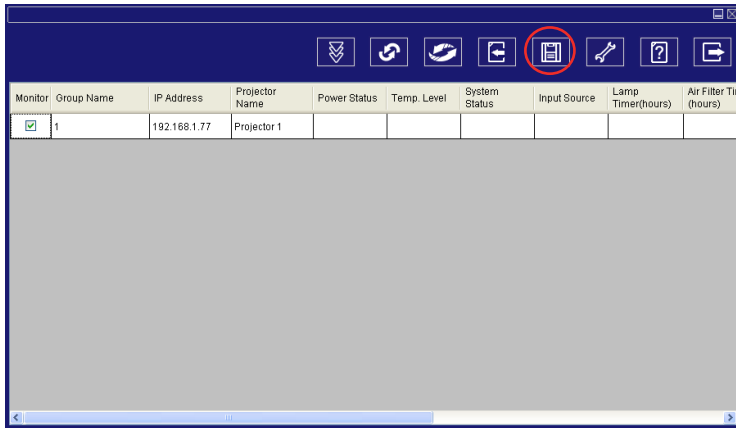 Monitor Group Name IP Address Projector Name Power Status Temp. Level System Status Input Source Lamp Timer(hours) Air Filter Ti (hours)
1 192.168.1.77 Projector 1